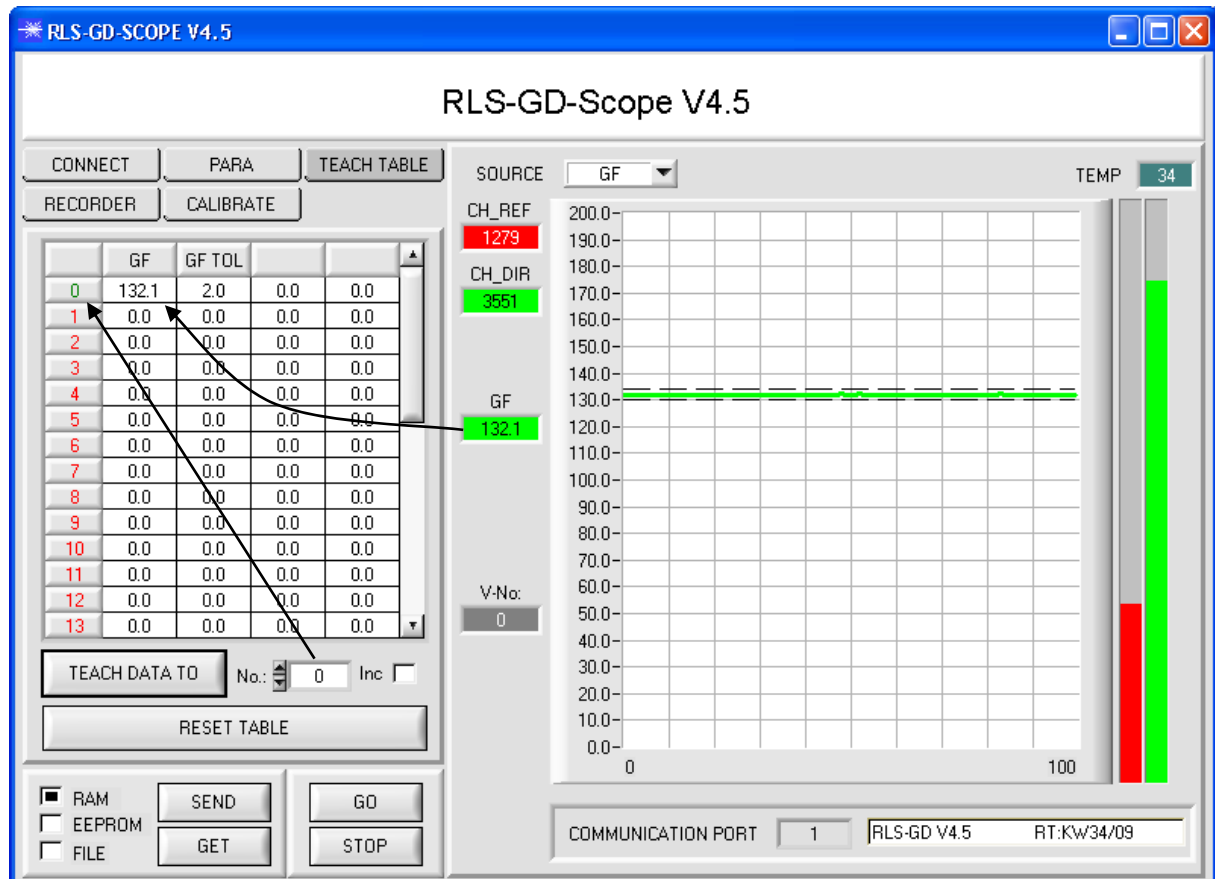 RLS-GD-SCOPE V4.5
RLS-GD-Scope V4.5
CONNECT PARA TEACH TABLE
RECORDER CALIBRATE
GF GF TOL
0 132.1 2.0 0.0 0.0
1 0.0 0.0 0.0 0.0
2 0.0 0.0 0.0 0.0
3 0.0 0.0 0.0 0.0
4 0.0 0.0 0.0 0.0
5 0.0 0.0 0.0 0.0
6 0.0 0.0 0.0 0.0
7 0.0 0.0 0.0 0.0
8 0.0 0.0 0.0 0.0
9 0.0 0.0 0.0 0.0
10 0.0 0.0 0.0 0.0
11 0.0 0.0 0.0 0.0
12 0.0 0.0 0.0 0.0
13 0.0 0.0 0.0 0.0
TEACH DATA TO No.: 0 Inc
RESET TABLE
RAM SEND GO
EEPROM
FILE GET STOP
SOURCE GF TEMP 34
CH_REF
1279
CH_DIR
3551
GF
132.1
V-No:
0
200.0
190.0
180.0
170.0
160.0
150.0
140.0
130.0
120.0
110.0
100.0
90.0
80.0
70.0
60.0
50.0
40.0
30.0
20.0
10.0
0.0
0 100
COMMUNICATION PORT 1 RLS-GD V4.5 RT:KW34/09